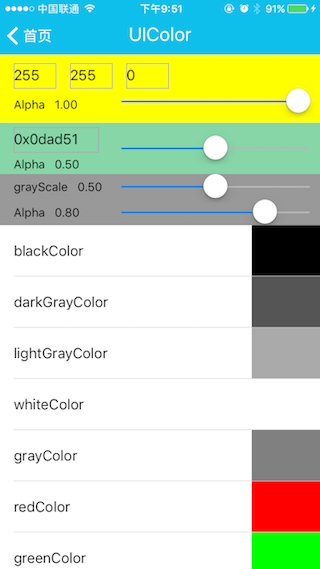 中国联通 下午9:51 91%
首页 UIColor
255 255 0
Alpha 1.00
0x0dad51
Alpha 0.50
grayScale 0.50
Alpha 0.80
blackColor
darkGrayColor
lightGrayColor
whiteColor
grayColor
redColor
greenColor